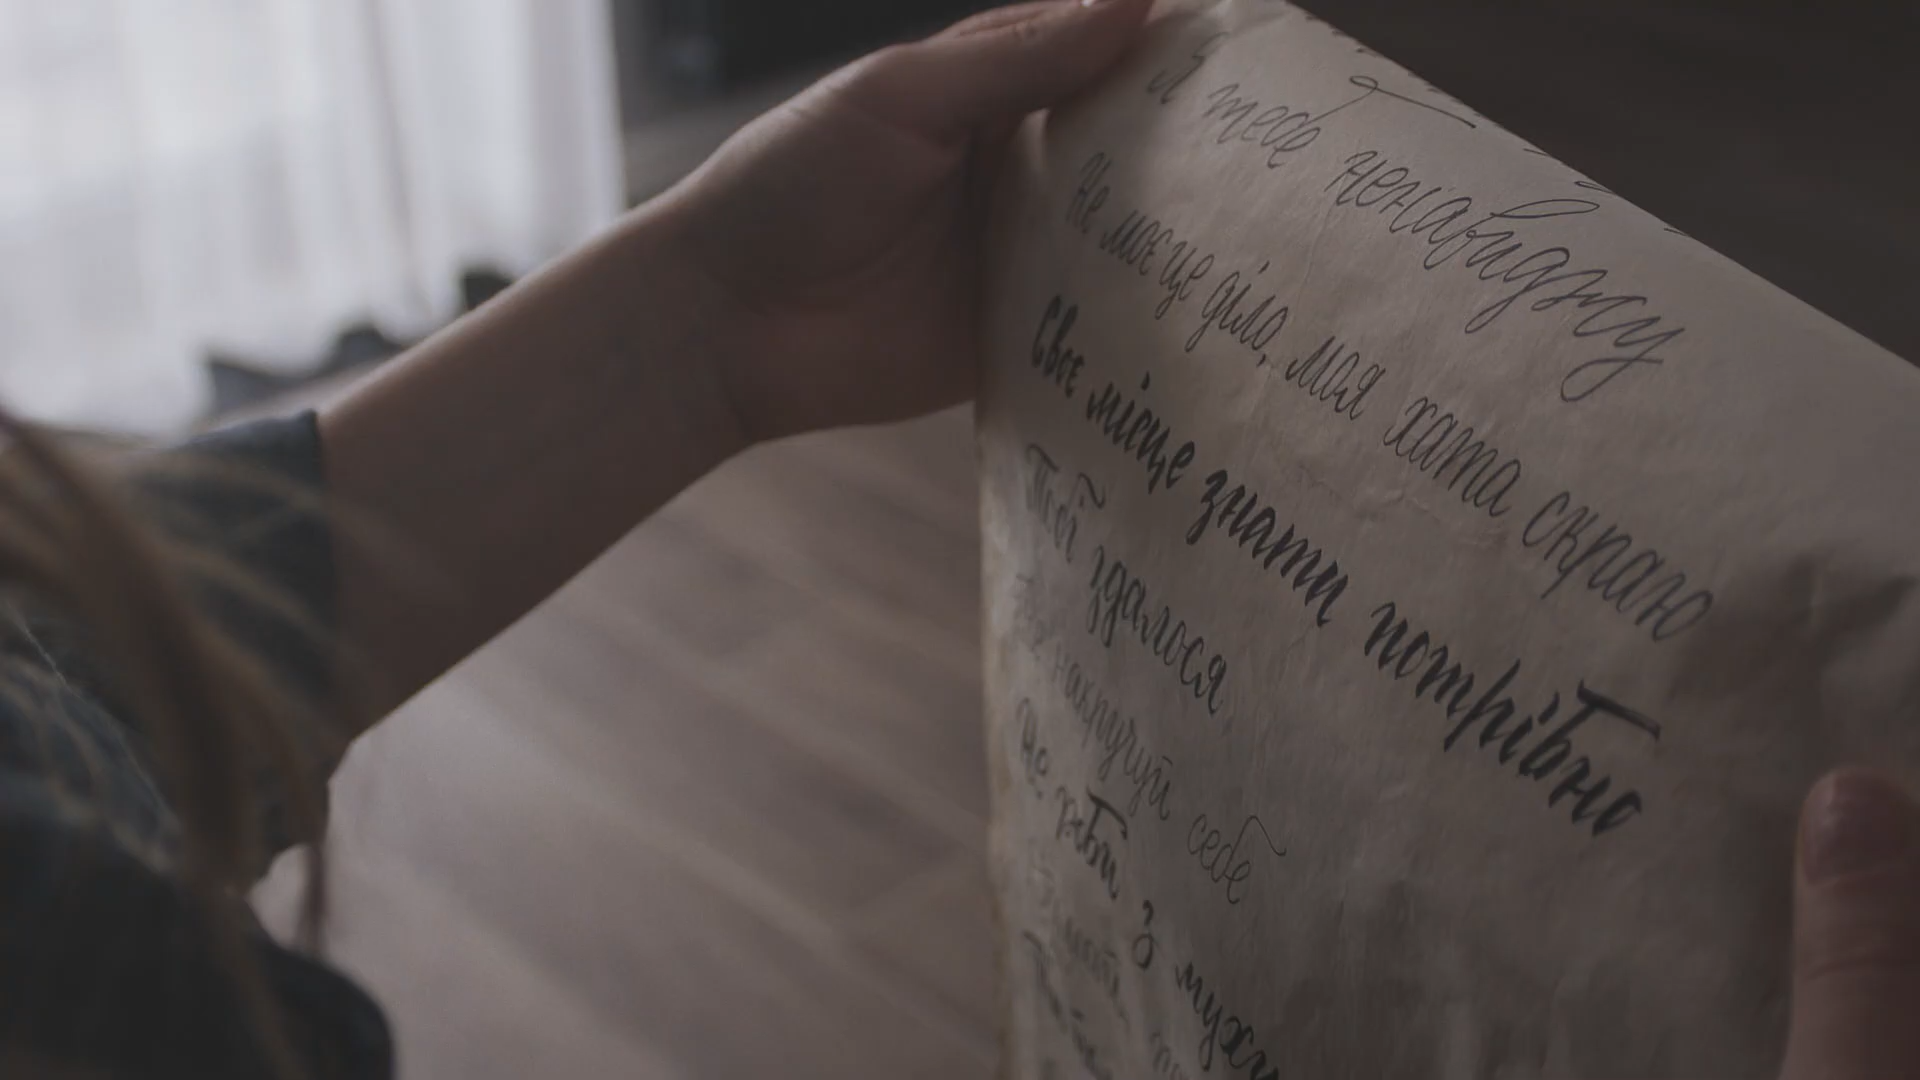 Я тебе ненавиджу
Не моє це діло, моя хата скраю
Своє місце знати потрібно
Тобі здалося
Не накручуй себе
Не роби з мухи